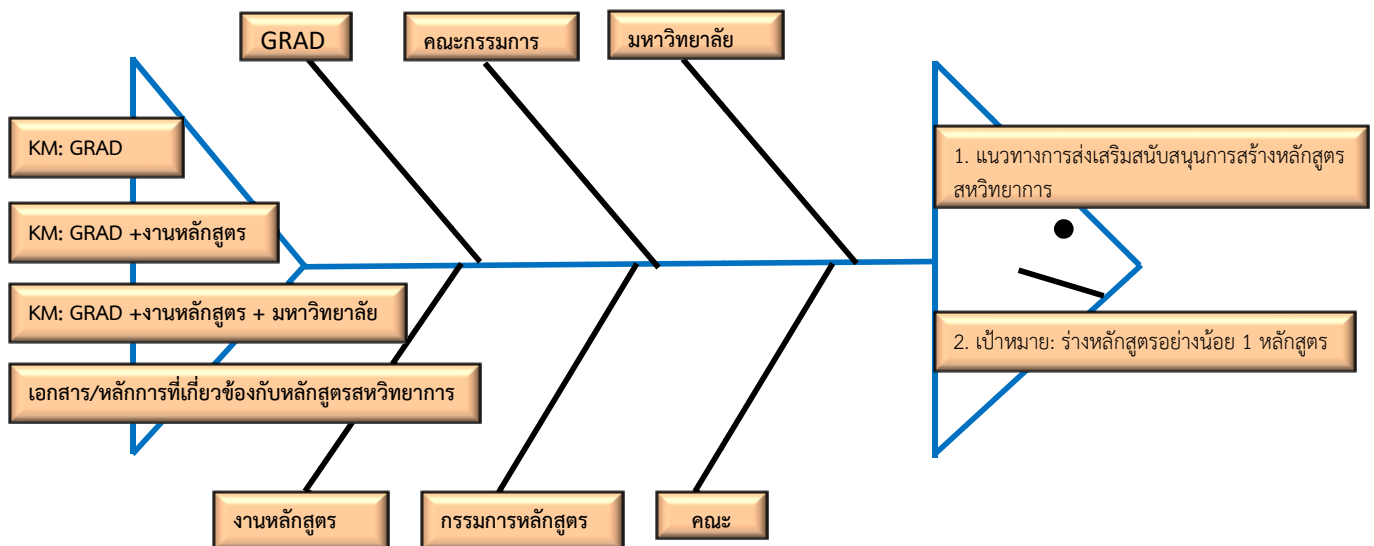 GRAD
คณะกรรมการ
มหาวิทยาลัย
KM: GRAD
KM: GRAD +งานหลักสูตร
KM: GRAD +งานหลักสูตร + มหาวิทยาลัย
เอกสาร/หลักการที่เกี่ยวข้องกับหลักสูตรสหวิทยาการ
1. แนวทางการส่งเสริมสนับสนุนการสร้างหลักสูตร
สหวิทยาการ
2. เป้าหมาย: ร่างหลักสูตรอย่างน้อย 1 หลักสูตร
งานหลักสูตร
กรรมการหลักสูตร
คณะ